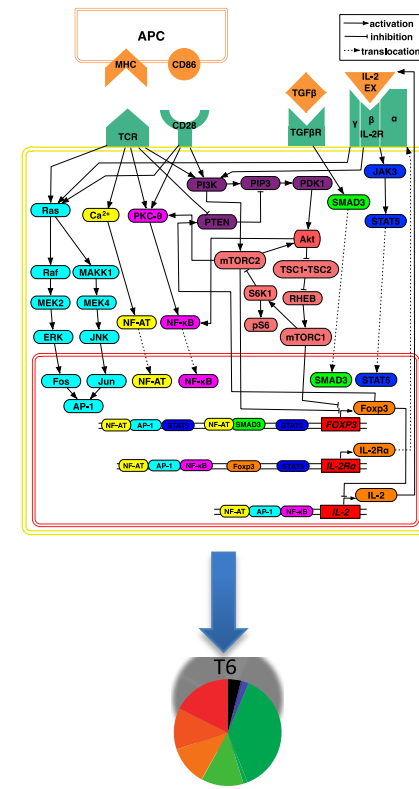 APC
MHC
CD86
activation
inhibition
translocation
TGFβ
IL-2
EX
TCR
CD28
TGFβR
γ
β
α
IL-2R
PI3K
PIP3
PDK1
JAK3
SMAD3
STAT5
Ras
Ca²⁺
PKC-θ
PTEN
Akt
mTORC2
TSC1-TSC2
Raf
MAKK1
MEK2
MEK4
S6K1
RHEB
NF-AT
NF-κB
pS6
mTORC1
ERK
JNK
Fos
Jun
NF-AT
NF-κB
SMAD3
STAT5
AP-1
Foxp3
NF-AT
AP-1
STAT5
NF-AT
SMAD3
STAT5
FOXP3
IL-2Rα
NF-AT
AP-1
NF-κB
Foxp3
STAT5
IL-2Rα
IL-2
NF-AT
AP-1
NF-κB
IL-2
T6